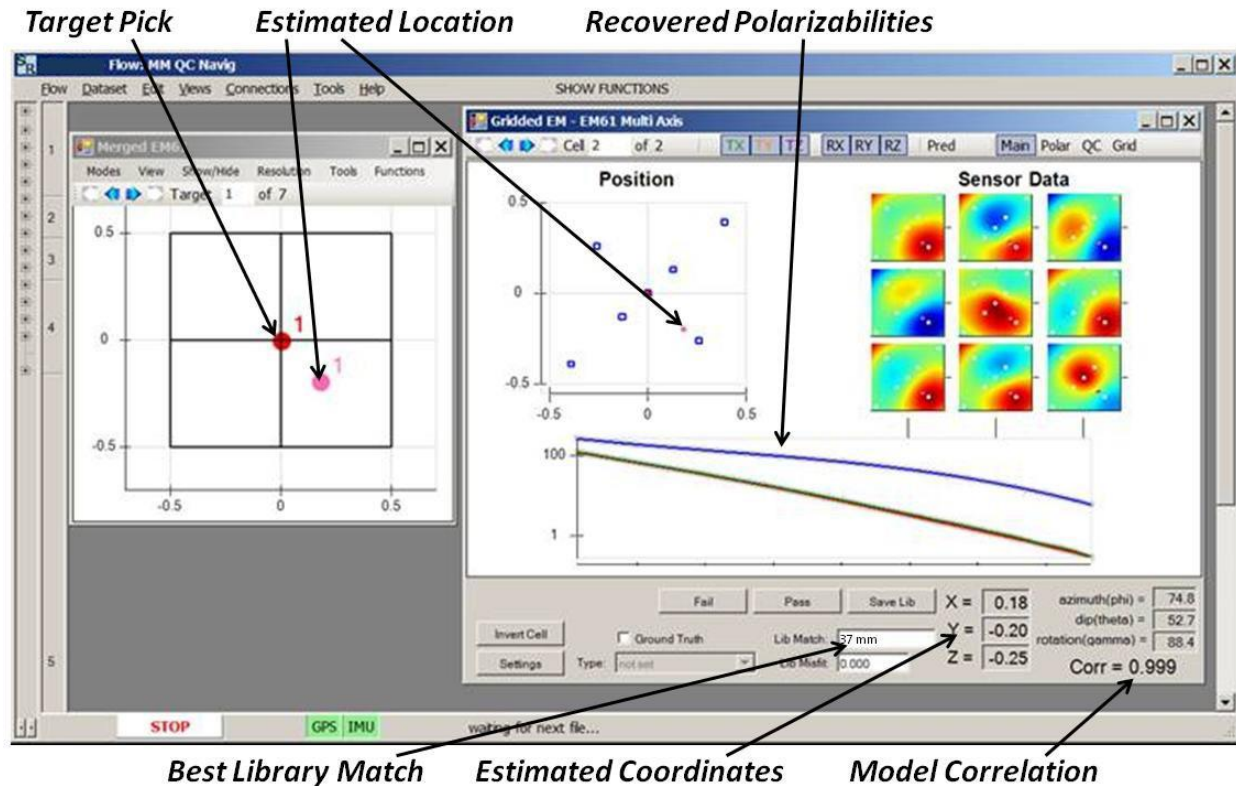 Target Pick
Estimated Location
Recovered Polarizabilities
Flow: MM QC Navig
Flow Dataset Edit Views Connections Tools Help SHOW FUNCTIONS
Merged EM6
Modes View Show/Hide Resolution Tools Functions
Target 1 of 7
0.5
0
-0.5
-0.5 0 0.5
1
1
1
2
3
4
5
Gridded EM - EM61 Multi Axis
Cell 2 of 2 TX TY TZ RX RY RZ Pred Main Polar QC Grid
Position
0.5
0
-0.5
-0.5 0 0.5
Sensor Data
100
1
Fail Pass Save Lib
Invert Cell
Settings
Ground Truth
Type: not set
Lib Match: 37 mm
Lib Misfit: 0.000
X = 0.18
Y = -0.20
Z = -0.25
azimuth(phi) = 74.8
dip(theta) = 52.7
rotation(gamma) = 88.4
Corr = 0.999
STOP GPS IMU waiting for next file...
Best Library Match
Estimated Coordinates
Model Correlation